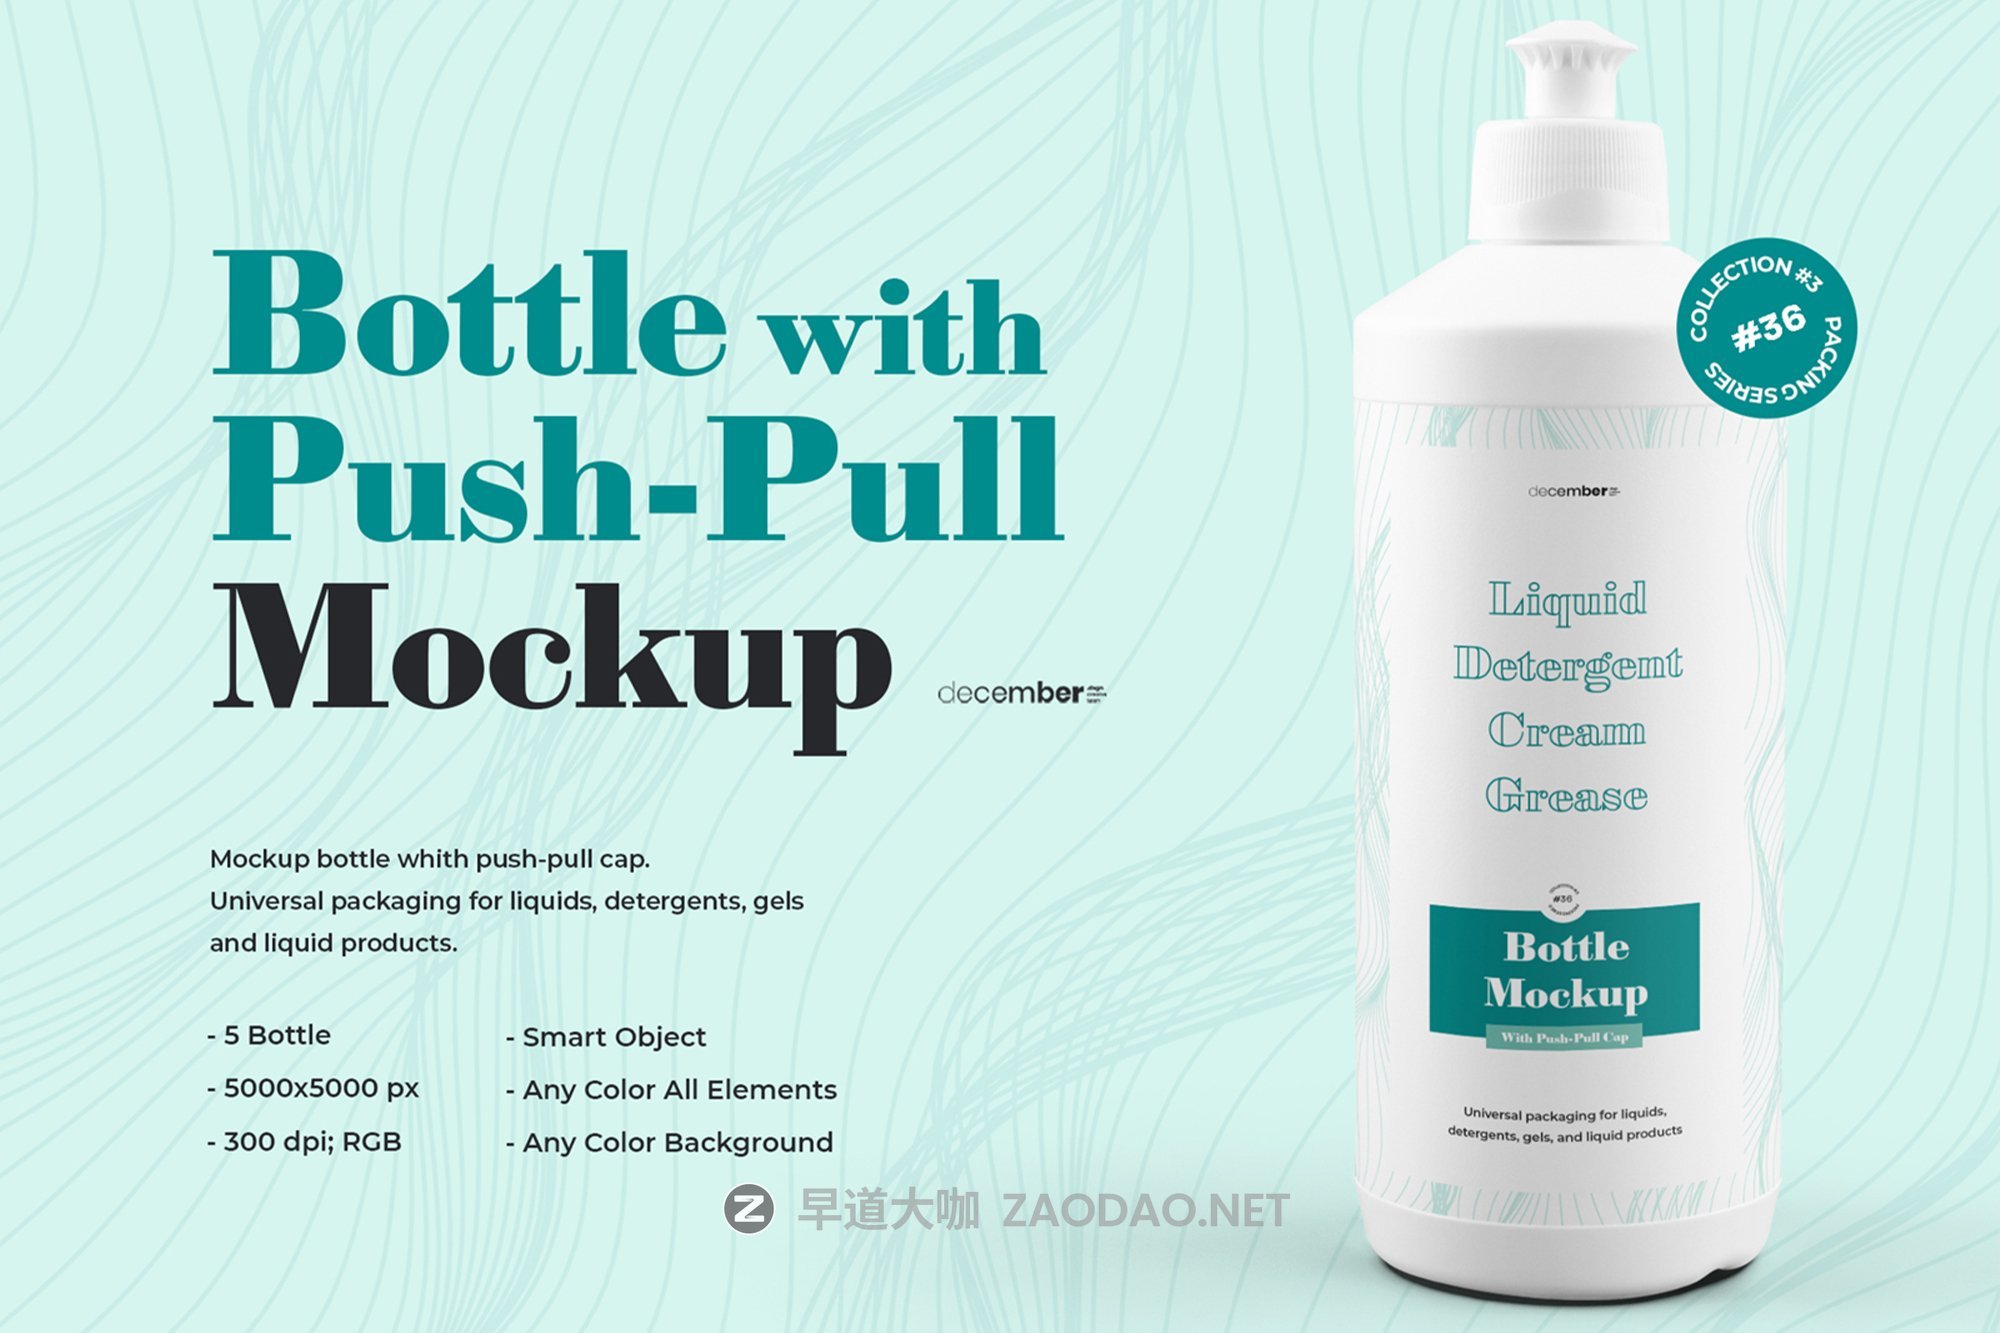 Bottle with
Push-Pull
Mockup
december
Mockup bottle whith push-pull cap.
Universal packaging for liquids, detergents, gels
and liquid products.
- 5 Bottle
- 5000x5000 px
- 300 dpi; RGB
- Smart Object
- Any Color All Elements
- Any Color Background
COLLECTION #3
#36
PACKING SERIES
december
Liquid
Detergent
Cream
Grease
#36
Bottle
Mockup
With Push-Pull Cap
Universal packaging for liquids,
detergents, gels, and liquid products
Z 早道大咖 ZAODAO.NET